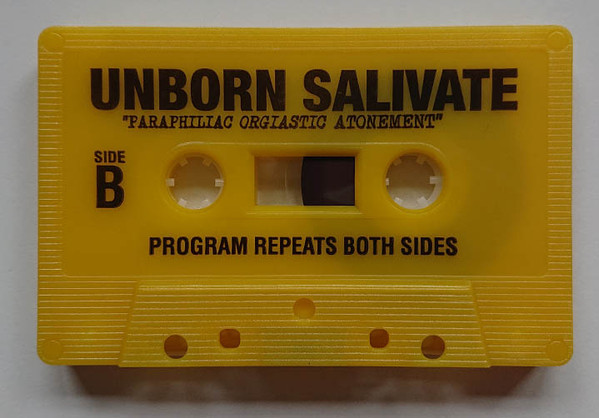 UNBORN SALIVATE
"PARAPHILIAC ORGIASTIC ATONEMENT"
SIDE
B
PROGRAM REPEATS BOTH SIDES